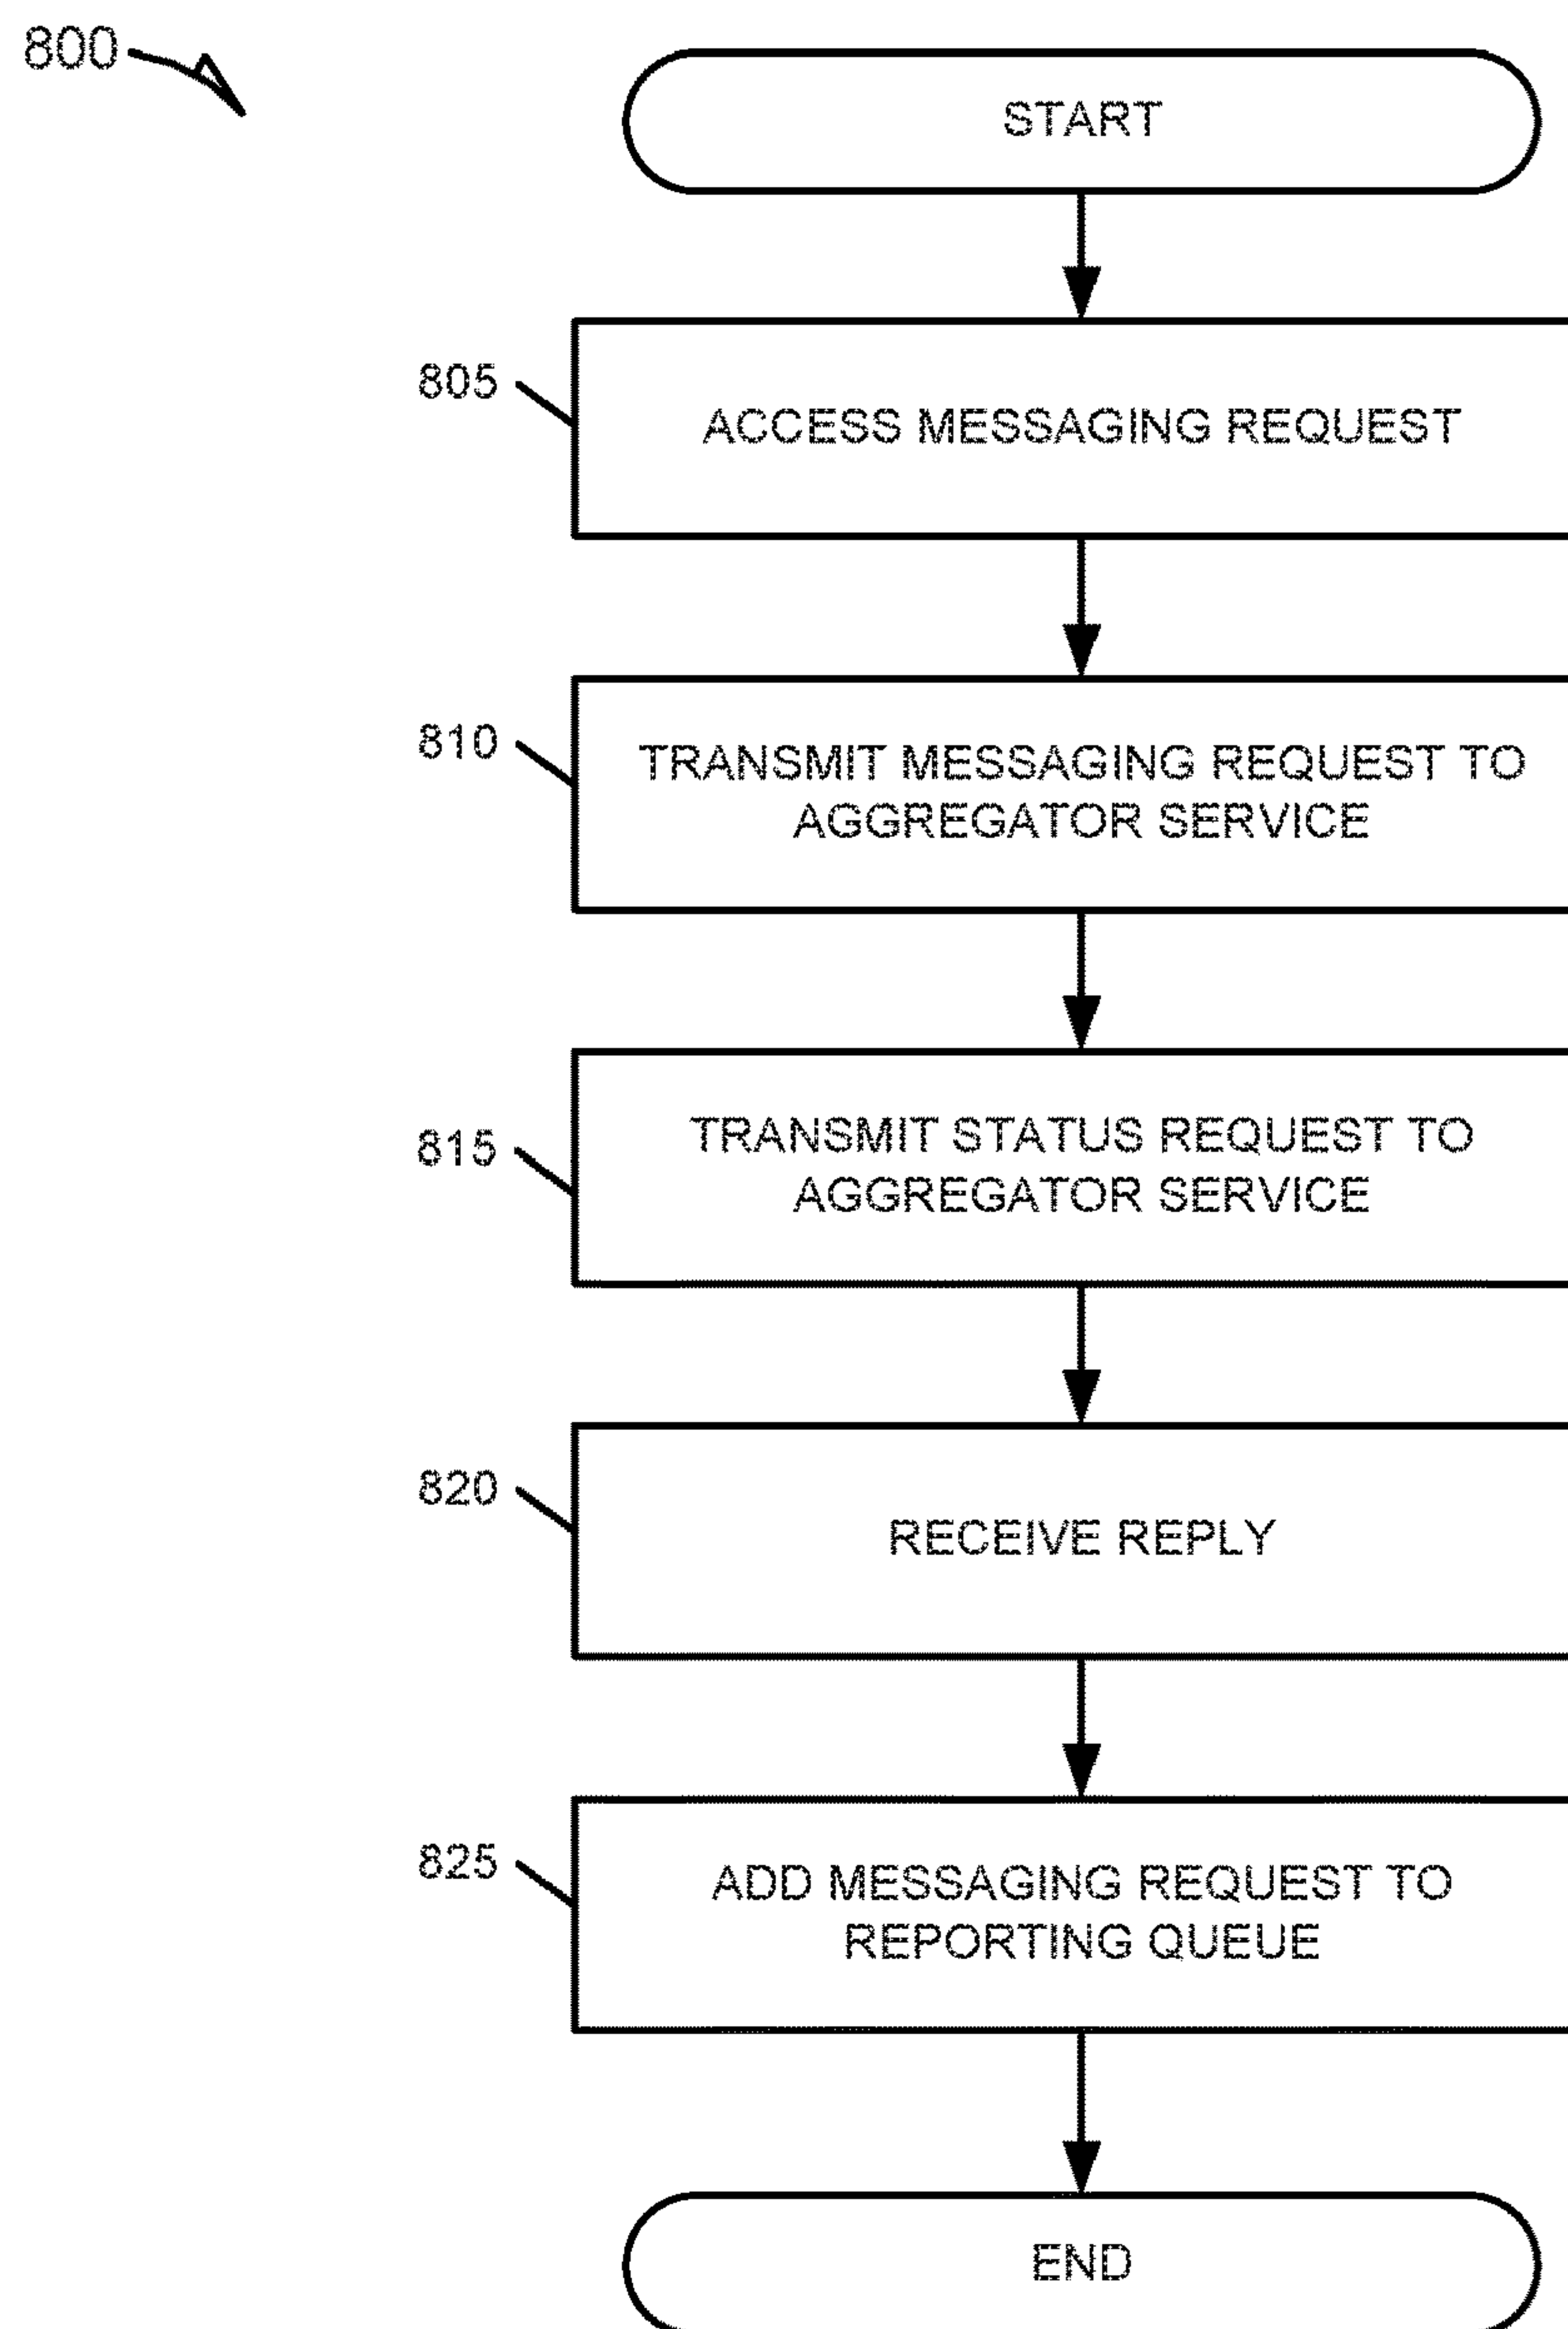 800
START
805
ACCESS MESSAGING REQUEST
810
TRANSMIT MESSAGING REQUEST TO
AGGREGATOR SERVICE
815
TRANSMIT STATUS REQUEST TO
AGGREGATOR SERVICE
820
RECEIVE REPLY
825
ADD MESSAGING REQUEST TO
REPORTING QUEUE
END